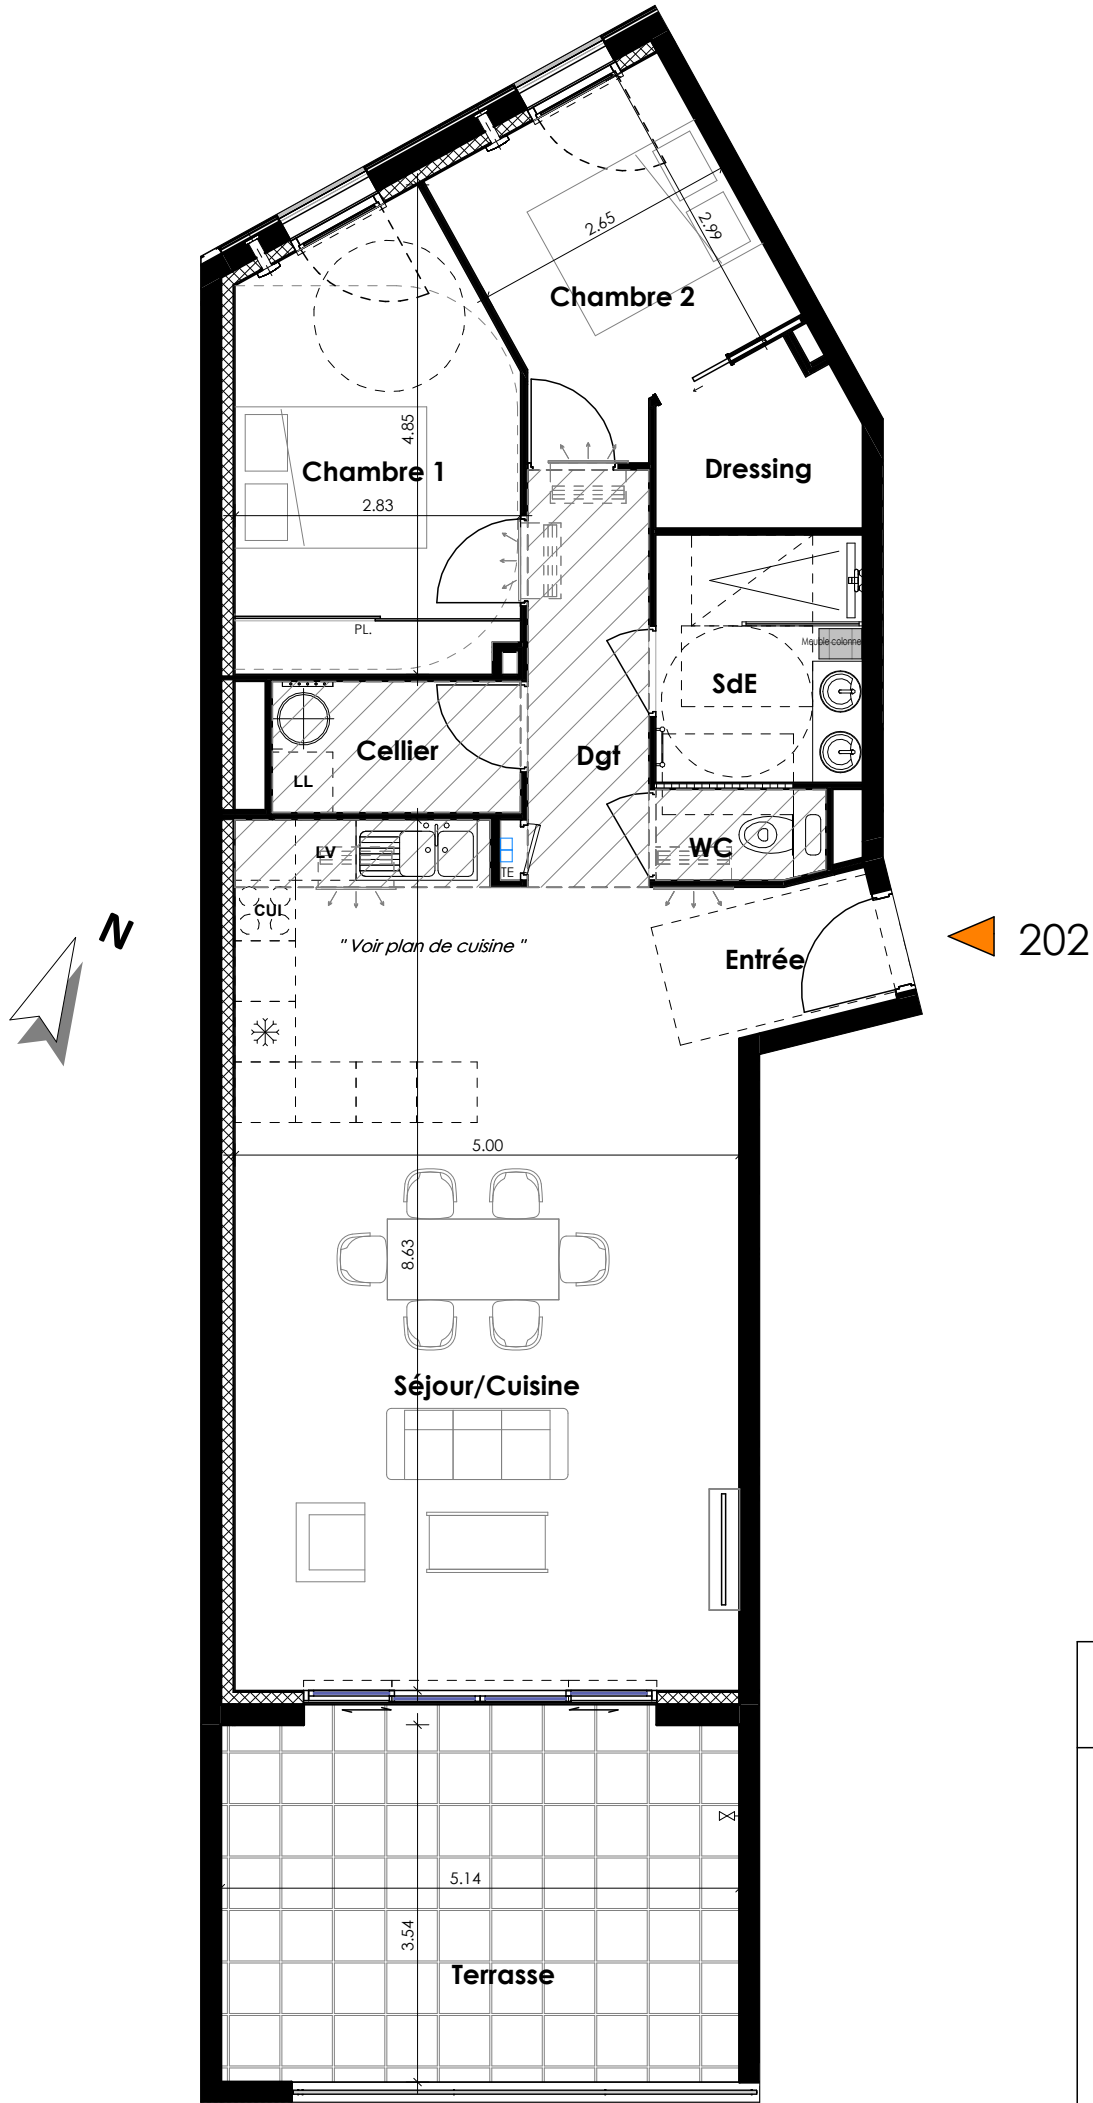 2.65
2.99
Chambre 2
4.85
Chambre 1
2.83
Dressing
PL.
Meuble colonne
SdE
Cellier
Dgt
LL
LV
TE
WC
CUI
N
"Voir plan de cuisine "
Entrée
202
5.00
8.63
Séjour/Cuisine
5.14
3.54
Terrasse